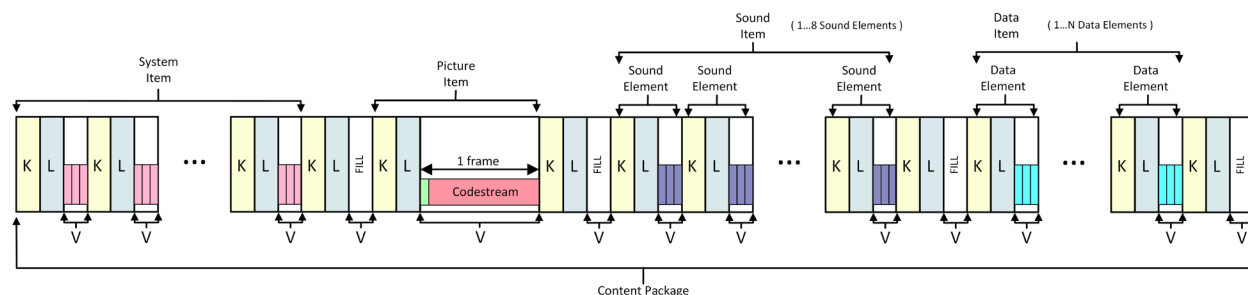 Sound
Item
( 1...8 Sound Elements )
Data
Item
( 1...N Data Elements )
System
Item
Picture
Item
Sound
Element
Sound
Element
Sound
Element
Data
Element
Data
Element
K L K L ... K L K L FILL K L
1 frame
Codestream
K L FILL K L K L ... K L K L FILL K L ... K L K L FILL
V V V V V V V V V V V V V V
Content Package